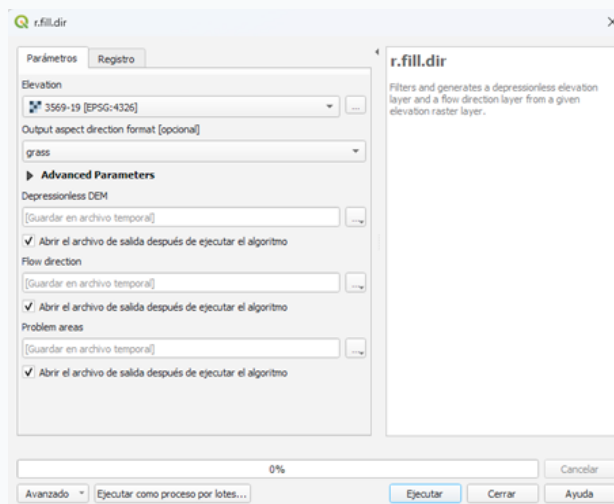 r.fill.dir
Parámetros
Registro
Elevation
3569-19 [EPSG:4326]
...
Output aspect direction format [opcional]
grass
Advanced Parameters
Depressionless DEM
[Guardar en archivo temporal]
...
Abrir el archivo de salida después de ejecutar el algoritmo
Flow direction
[Guardar en archivo temporal]
...
Abrir el archivo de salida después de ejecutar el algoritmo
Problem areas
[Guardar en archivo temporal]
...
Abrir el archivo de salida después de ejecutar el algoritmo
r.fill.dir
Filters and generates a depressionless elevation
layer and a flow direction layer from a given
elevation raster layer.
0%
Cancelar
Avanzado
Ejecutar como proceso por lotes...
Ejecutar
Cerrar
Ayuda